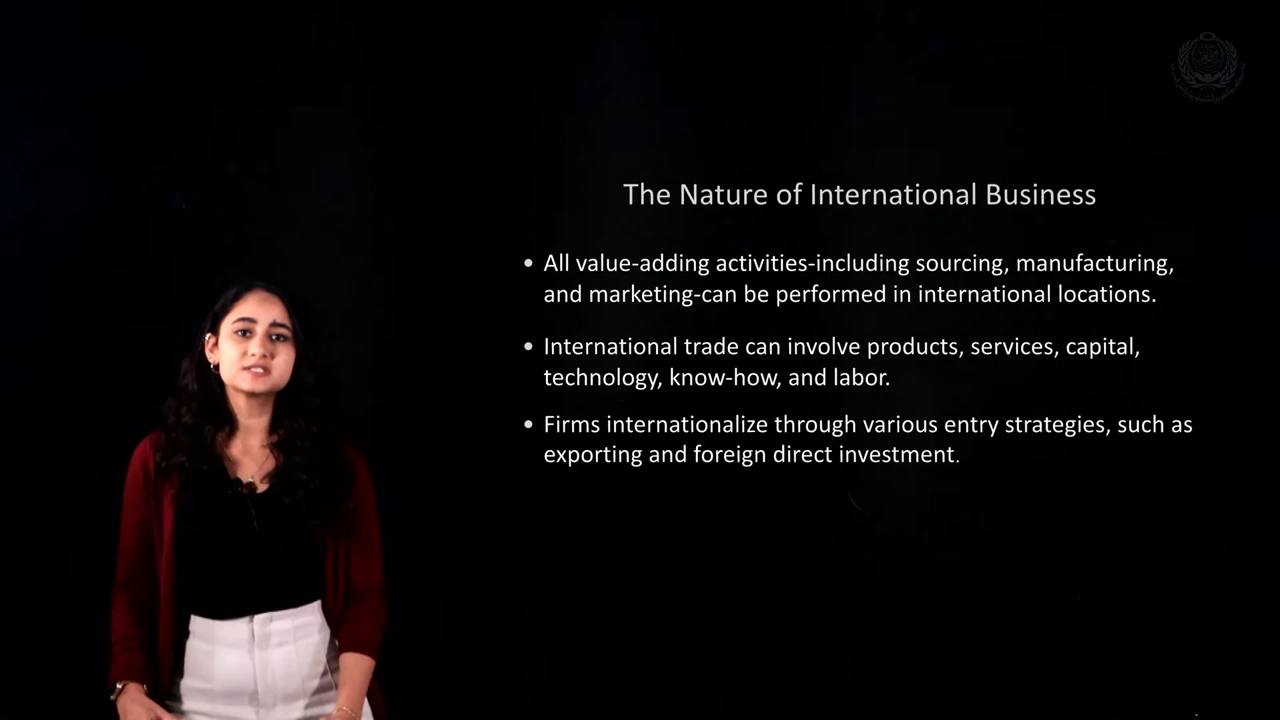 The Nature of International Business
• All value-adding activities-including sourcing, manufacturing,
and marketing-can be performed in international locations.
• International trade can involve products, services, capital,
technology, know-how, and labor.
• Firms internationalize through various entry strategies, such as
exporting and foreign direct investment.